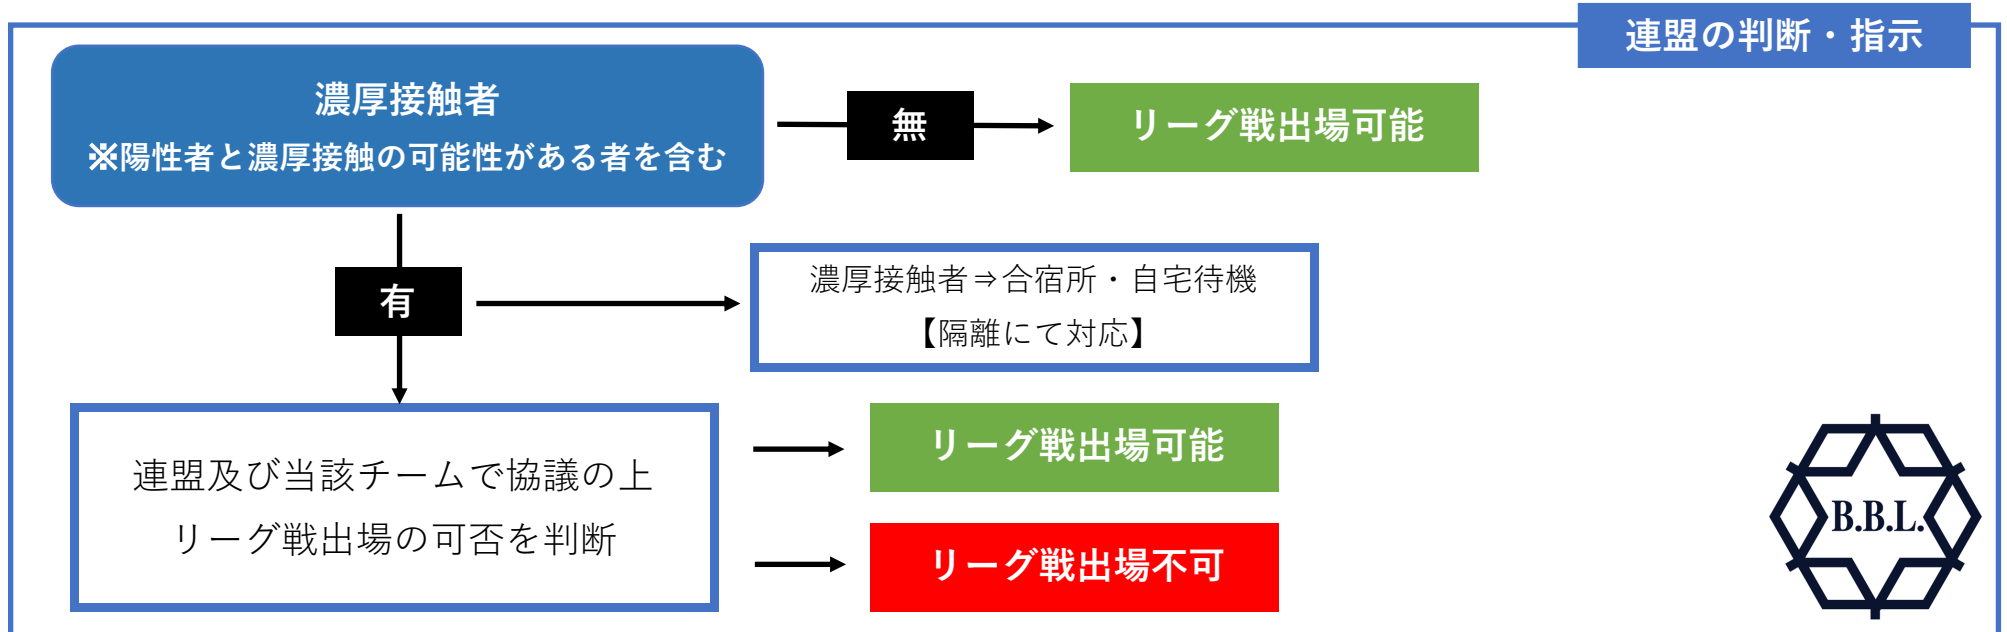 連盟の判断・指示
濃厚接触者
※陽性者と濃厚接触の可能性がある者を含む
無
リーグ戦出場可能
有
濃厚接触者⇒合宿所・自宅待機
【隔離にて対応】
連盟及び当該チームで協議の上
リーグ戦出場の可否を判断
リーグ戦出場可能
リーグ戦出場不可
B.B.L.